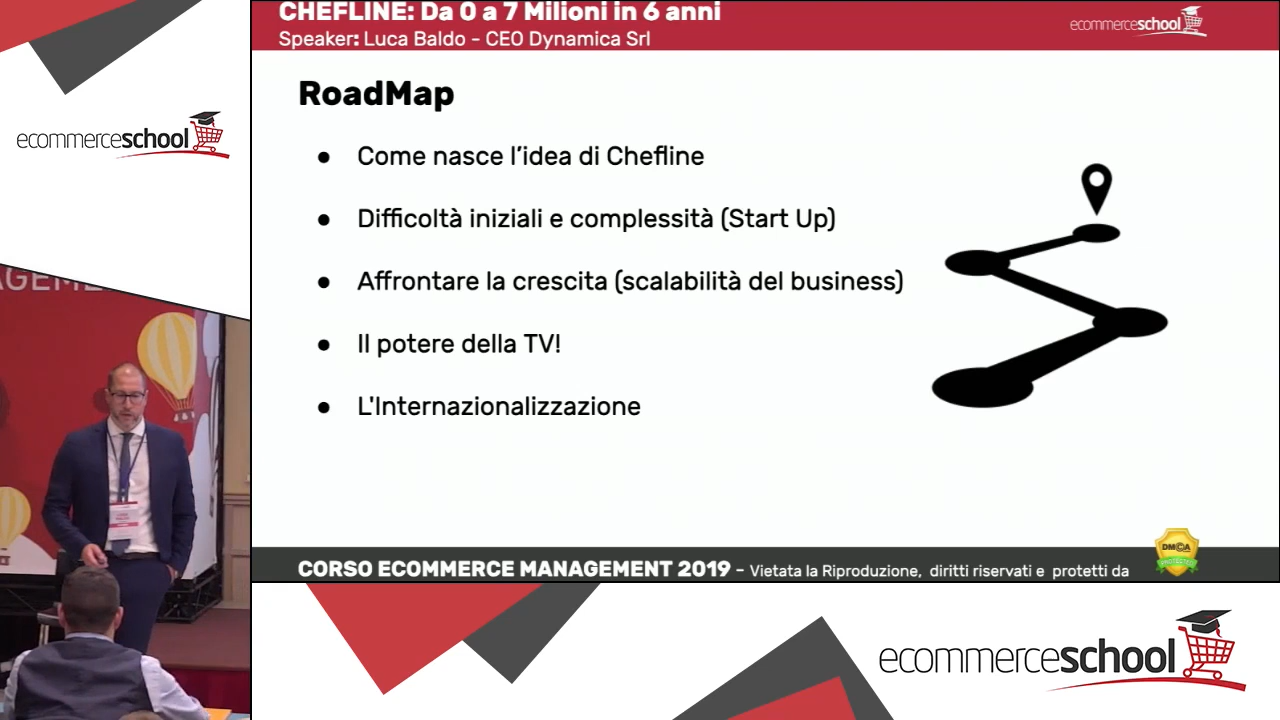 CHEFLINE: Da 0 a 7 Milioni in 6 anni
Speaker: Luca Baldo - CEO Dynamica Srl
ecommerceschool
ecommerceschool
RoadMap
● Come nasce l'idea di Chefline
● Difficoltà iniziali e complessità (Start Up)
● Affrontare la crescita (scalabilità del business)
● Il potere della TV!
● L'Internazionalizzazione
CORSO ECOMMERCE MANAGEMENT 2019 - Vietata la Riproduzione, diritti riservati e protetti da
DMCA
PROTECTED
ecommerceschool